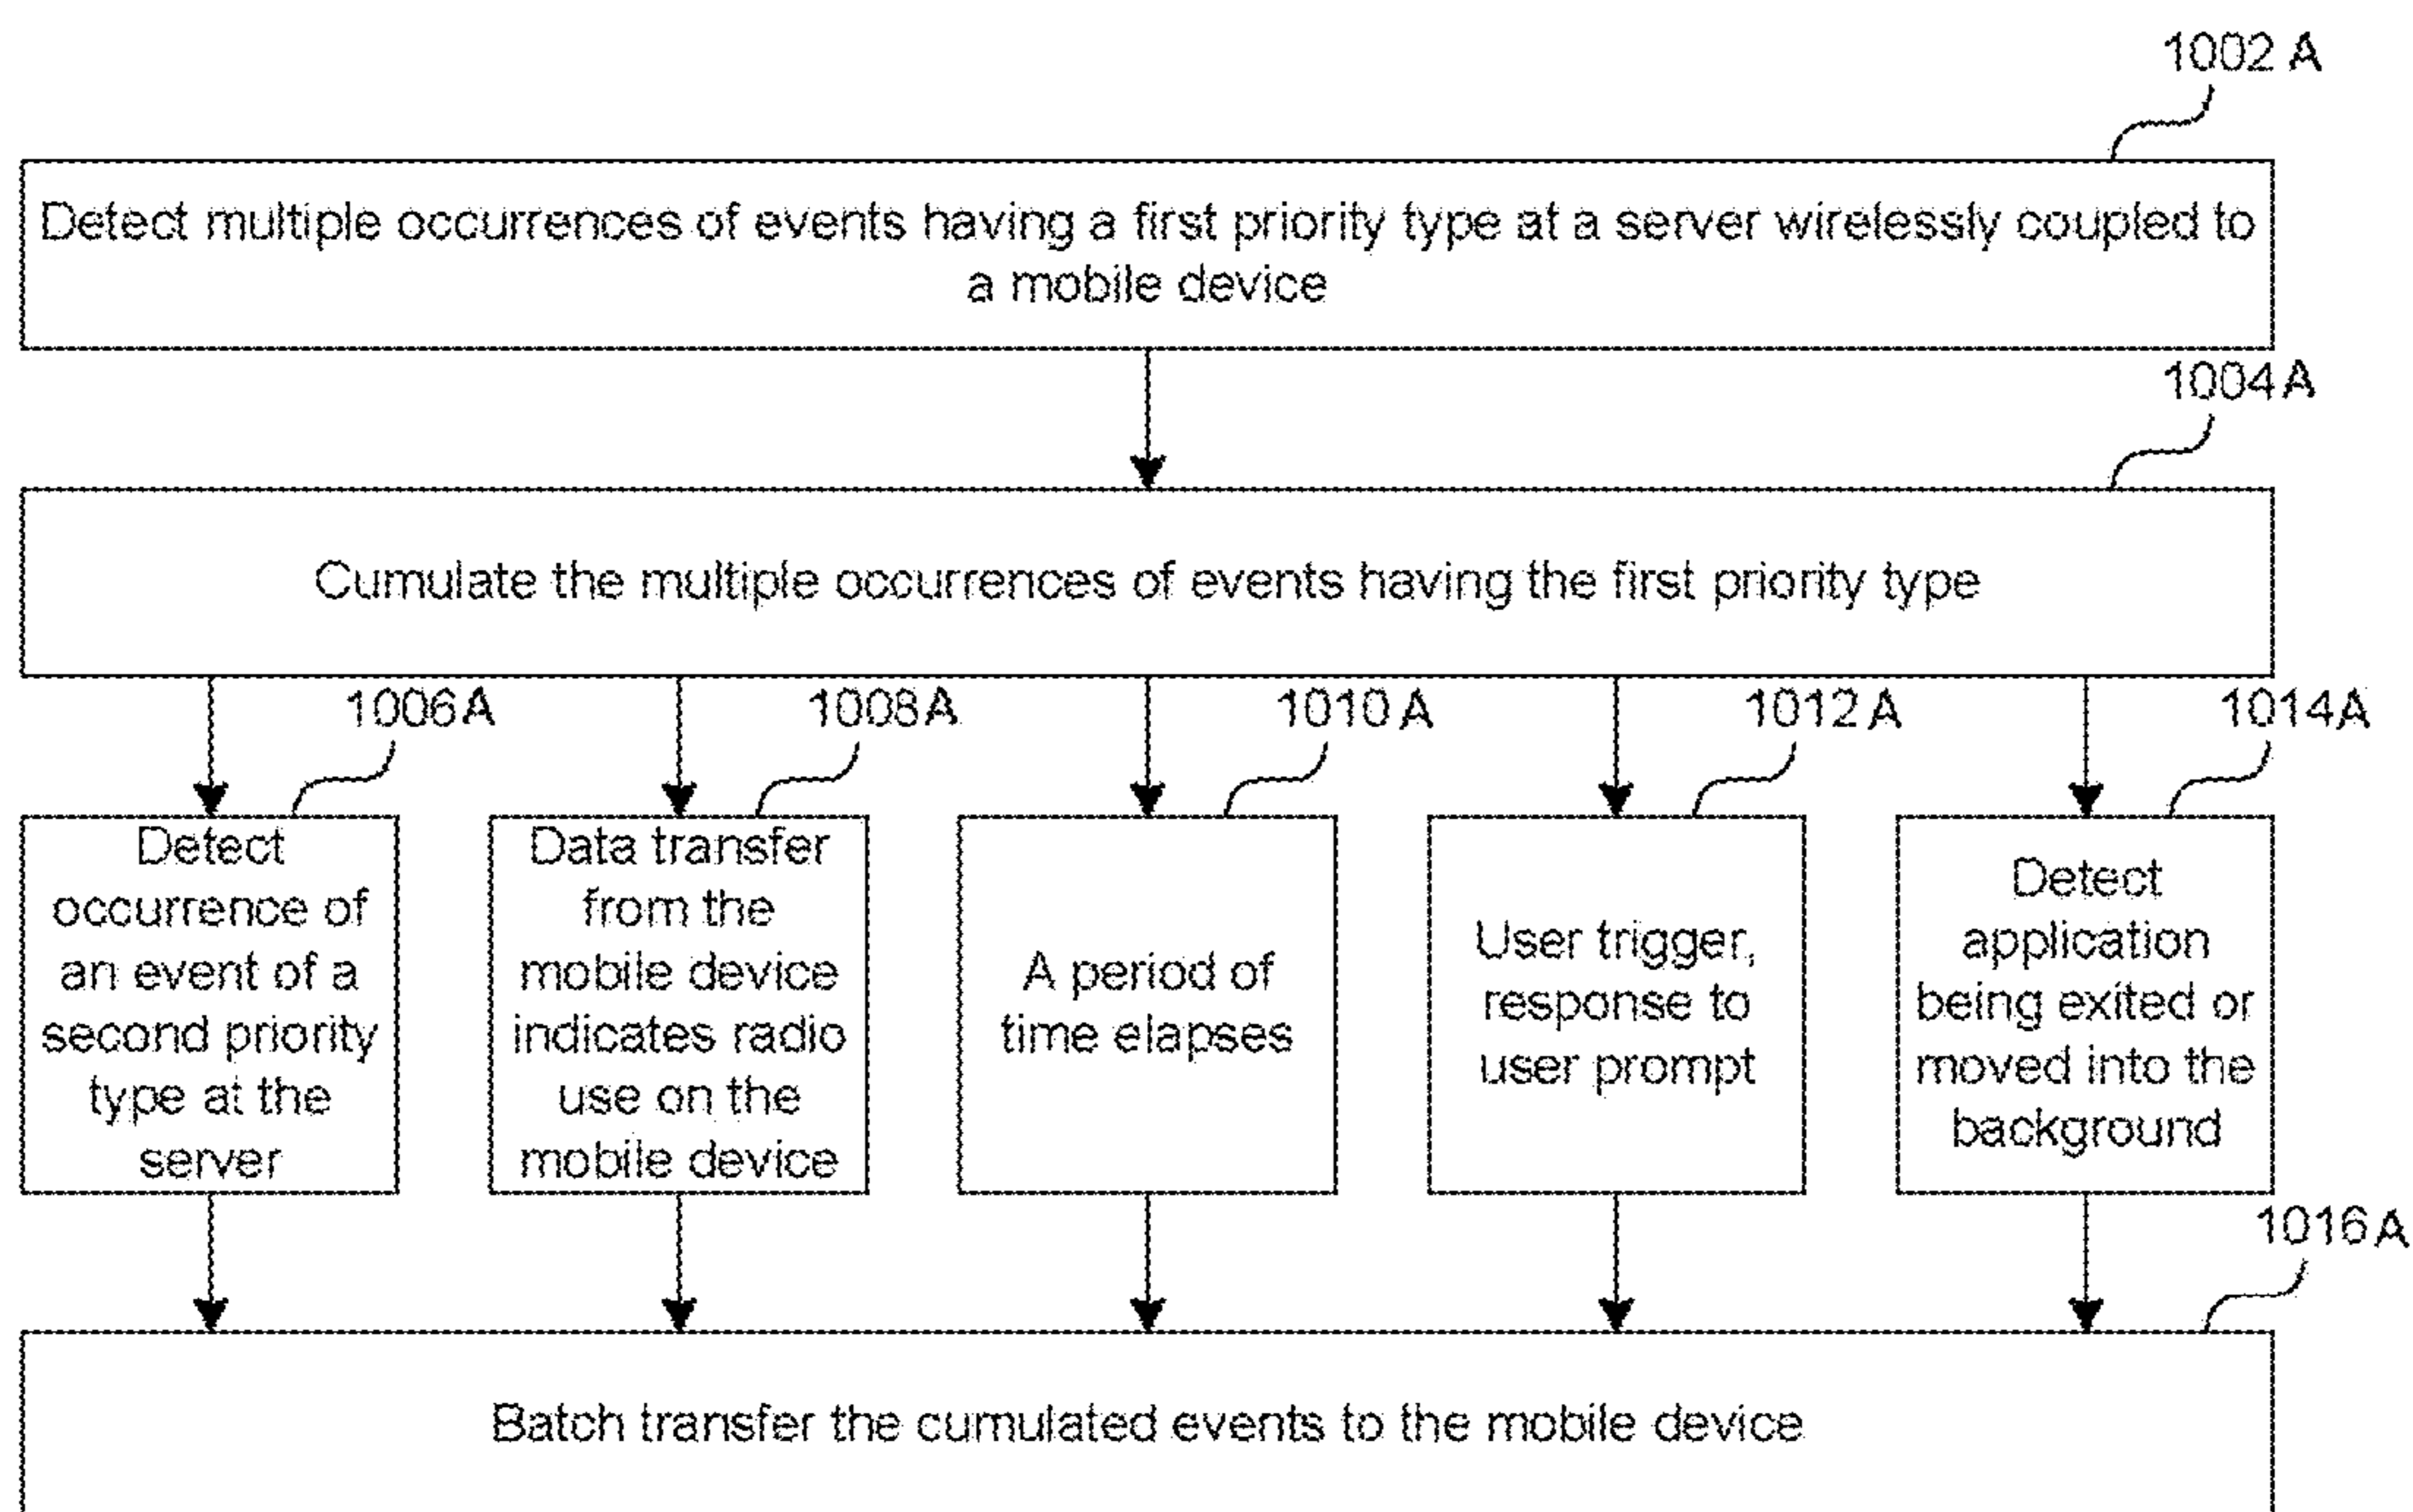 1002 A
Detect multiple occurrences of events having a first priority type at a server wirelessly coupled to
a mobile device
1004 A
Cumulate the multiple occurrences of events having the first priority type
1006 A
Detect
occurrence of
an event of a
second priority
type at the
server
1008 A
Data transfer
from the
mobile device
indicates radio
use on the
mobile device
1010 A
A period of
time elapses
1012 A
User trigger,
response to
user prompt
1014 A
Detect
application
being exited or
moved into the
background
1016 A
Batch transfer the cumulated events to the mobile device